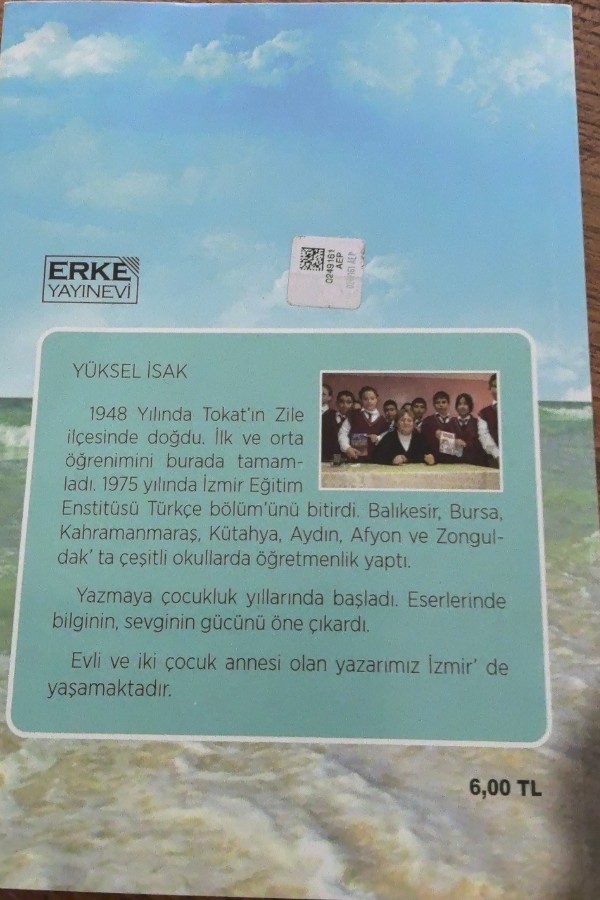 ERKE
YAYINEVİ
0249161
AEP
YÜKSEL İSAK
1948 Yılında Tokat'ın Zile
ilçesinde doğdu. İlk ve orta
öğrenimini burada tamam-
ladı. 1975 yılında İzmir Eğitim
Enstitüsü Türkçe bölüm'ünü bitirdi. Balıkesir, Bursa,
Kahramanmaraş, Kütahya, Aydın, Afyon ve Zongul-
dak' ta çeşitli okullarda öğretmenlik yaptı.
Yazmaya çocukluk yıllarında başladı. Eserlerinde
bilginin, sevginin gücünü öne çıkardı.
Evli ve iki çocuk annesi olan yazarımız İzmir' de
yaşamaktadır.
6,00 TL